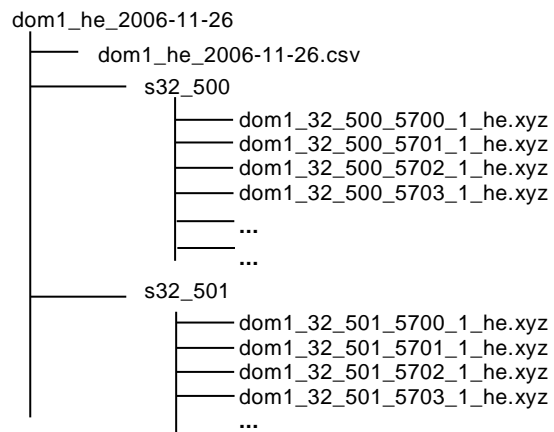 dom1_he_2006-11-26
dom1_he_2006-11-26.csv
s32_500
dom1_32_500_5700_1_he.xyz
dom1_32_500_5701_1_he.xyz
dom1_32_500_5702_1_he.xyz
dom1_32_500_5703_1_he.xyz
...
...
s32_501
dom1_32_501_5700_1_he.xyz
dom1_32_501_5701_1_he.xyz
dom1_32_501_5702_1_he.xyz
dom1_32_501_5703_1_he.xyz
...